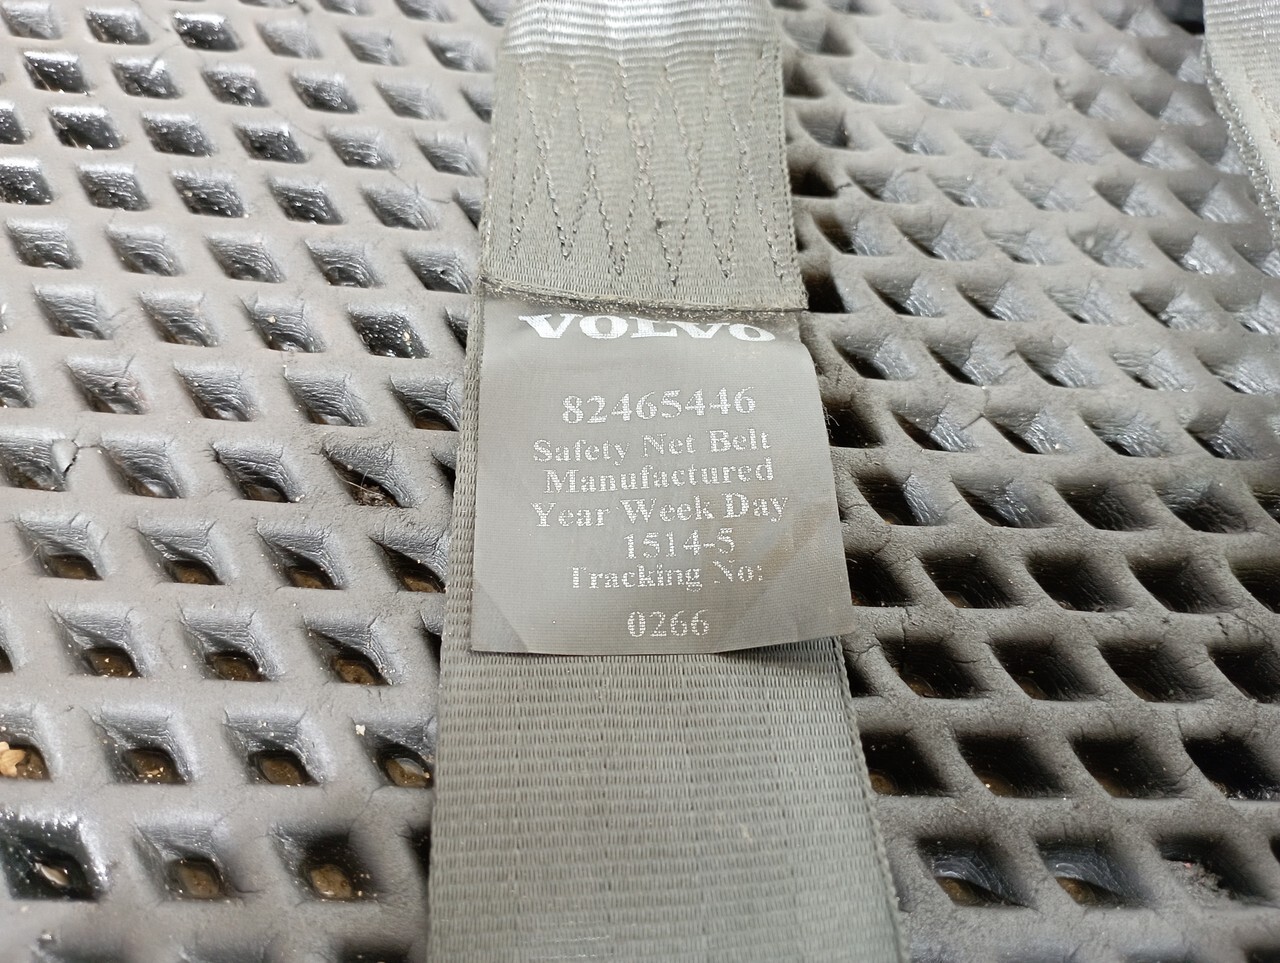 VOLVO
82465446
Safety Net Belt
Manufactured
Year Week Day
1514-5
Tracking No:
0266